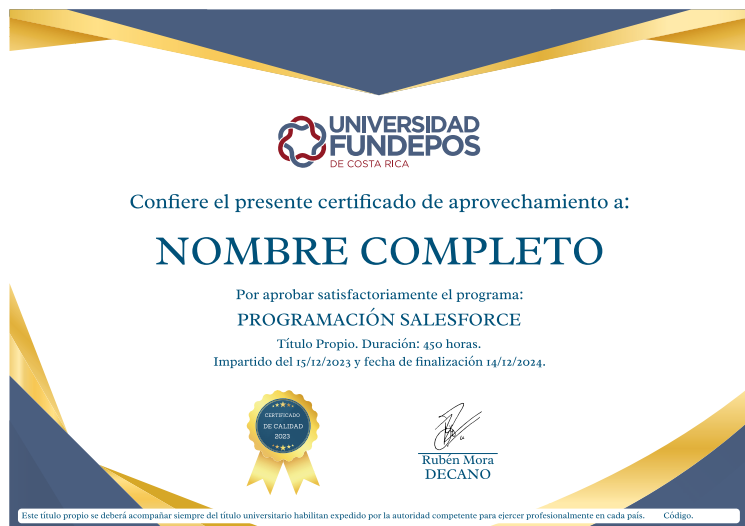 UNIVERSIDAD
FUNDEPOS
DE COSTA RICA
Confiere el presente certificado de aprovechamiento a:
NOMBRE COMPLETO
Por aprobar satisfactoriamente el programa:
PROGRAMACIÓN SALESFORCE
Título Propio. Duración: 450 horas.
Impartido del 15/12/2023 y fecha de finalización 14/12/2024.
CERTIFICADO
DE CALIDAD
2023
Rubén Mora
DECANO
Este título propio se deberá acompañar siempre del título universitario habilitan expedido por la autoridad competente para ejercer profesionalmente en cada país. Código.